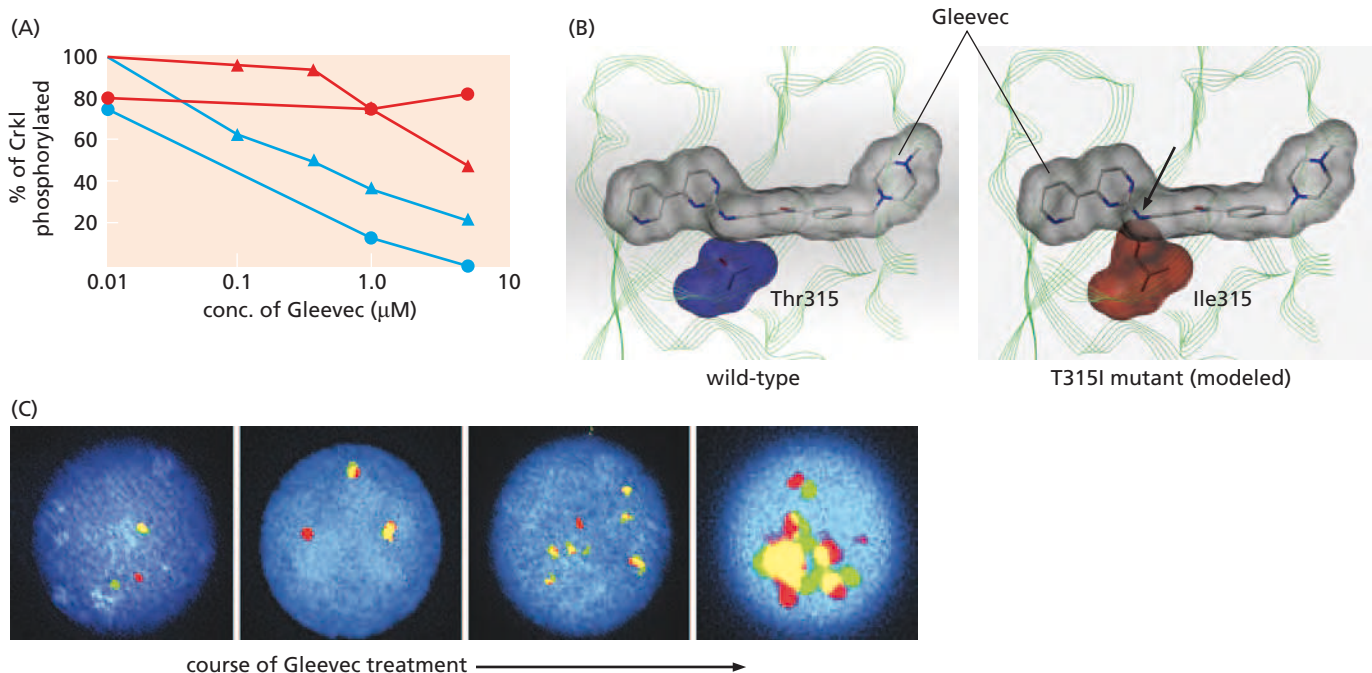 (A)
100
80
60
40
20
% of Crkl
phosphorylated
0.01
0.1
1.0
10
conc. of Gleevec (μM)
(B)
Gleevec
Thr315
wild-type
Ile315
T315I mutant (modeled)
(C)
course of Gleevec treatment